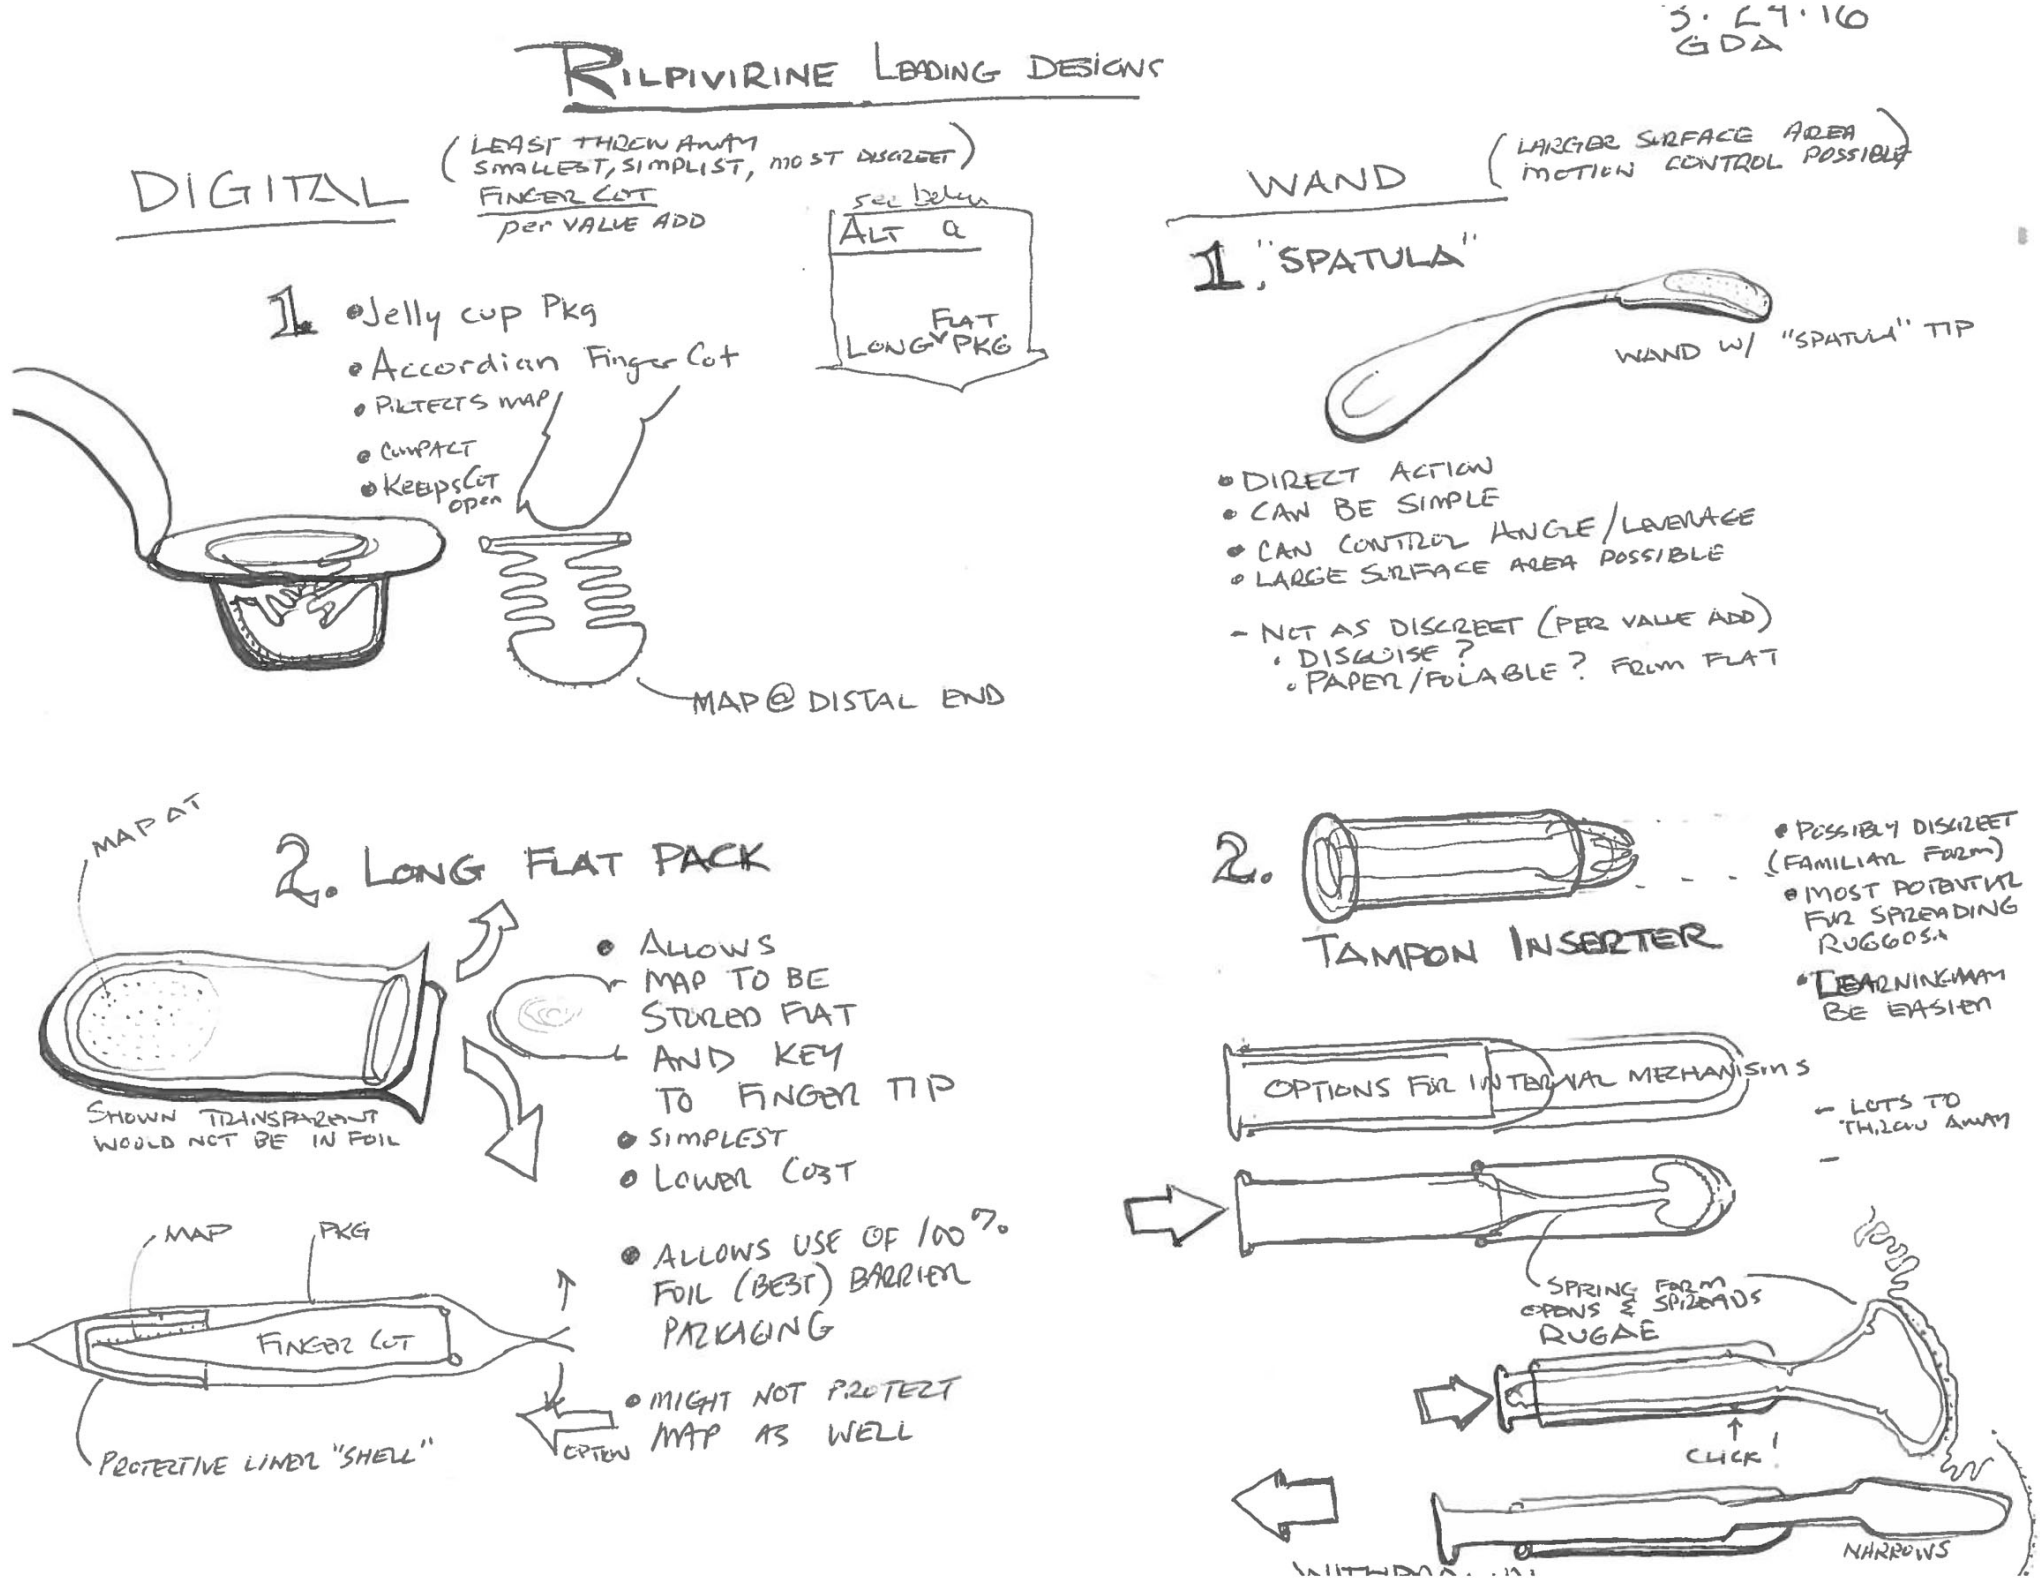 GDA
RILPIVIRINE LEADING DESIGNS
DIGITAL
(LEAST THROW AWAY
SMALLEST, SIMPLIST, MOST DISCREET)
FINGER COT
per VALUE ADD
see below
ALT a
FLAT
LONG PKG
1. • Jelly cup Pkg
• Accordian Finger Cot
• PROTECTS MAP
• COMPACT
• KEEPS COT
open
MAP @ DISTAL END
WAND
(LARGER SURFACE AREA
MOTION CONTROL POSSIBLE)
1. "SPATULA"
WAND W/ "SPATULA" TIP
• DIRECT ACTION
• CAN BE SIMPLE
• CAN CONTROL ANGLE/LEVERAGE
• LARGE SURFACE AREA POSSIBLE
- NOT AS DISCREET (PER VALUE ADD)
• DISGUISE?
• PAPER/FOLABLE? FROM FLAT
MAP AT
2. LONG FLAT PACK
• ALLOWS
MAP TO BE
STORED FLAT
AND KEY
TO FINGER TIP
• SIMPLEST
• LOWER COST
• ALLOWS USE OF 100%
FOIL (BEST) BARRIER
PACKAGING
• MIGHT NOT PROTECT
MAP AS WELL
SHOWN TRANSPARENT
WOULD NOT BE IN FOIL
MAP
PKG
FINGER COT
PROTECTIVE LINER "SHELL"
OPTION
2.
TAMPON INSERTER
• POSSIBLY DISCREET
(FAMILIAR FORM)
• MOST POTENTIAL
FOR SPREADING
RUGGOSA
• LEARNING MAY
BE EASIER
OPTIONS FOR INTERNAL MECHANISMS
- LOTS TO
THROW AWAY
-
SPRING FORM
OPENS & SPREADS
RUGAE
CLICK!
NARROWS